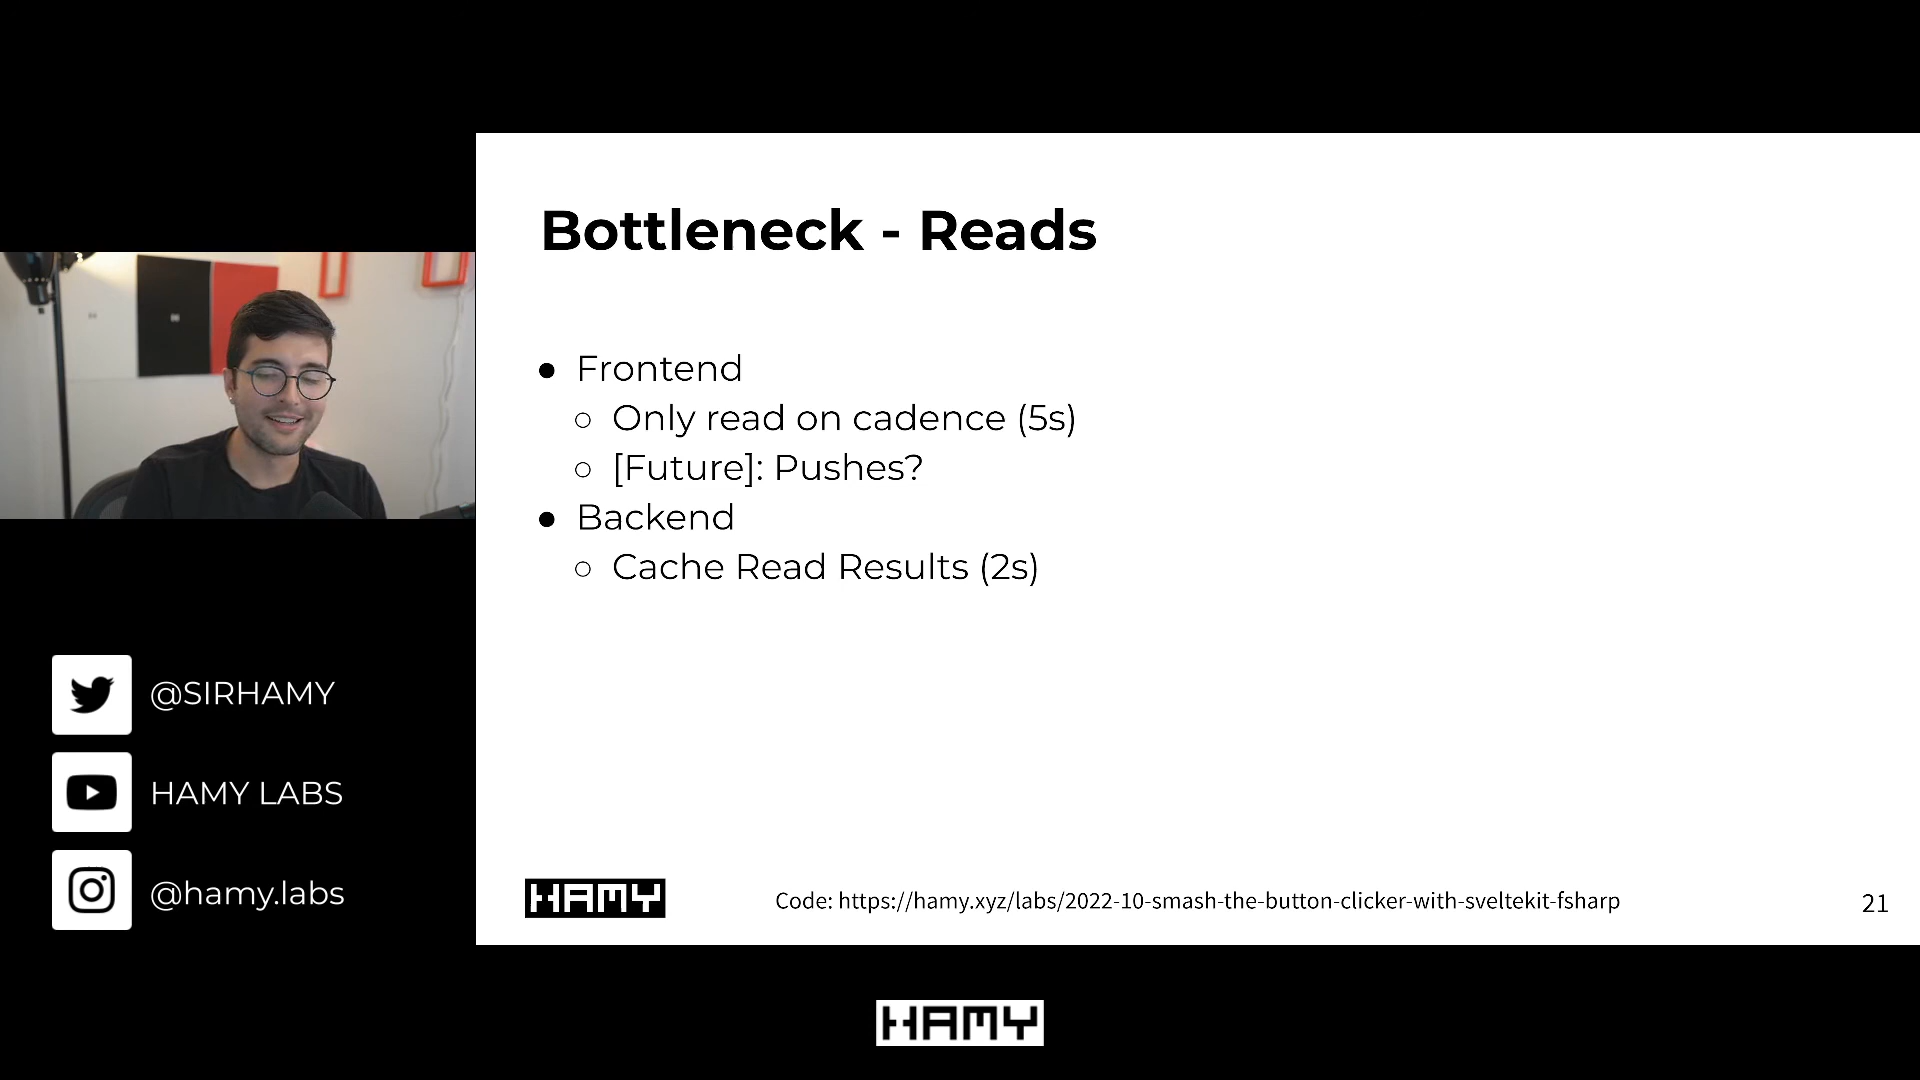 Bottleneck - Reads
● Frontend
○ Only read on cadence (5s)
○ [Future]: Pushes?
● Backend
○ Cache Read Results (2s)
@SIRHAMY
HAMY LABS
@hamy.labs
HAMY
Code: https://hamy.xyz/labs/2022-10-smash-the-button-clicker-with-sveltekit-fsharp
21
HAMY